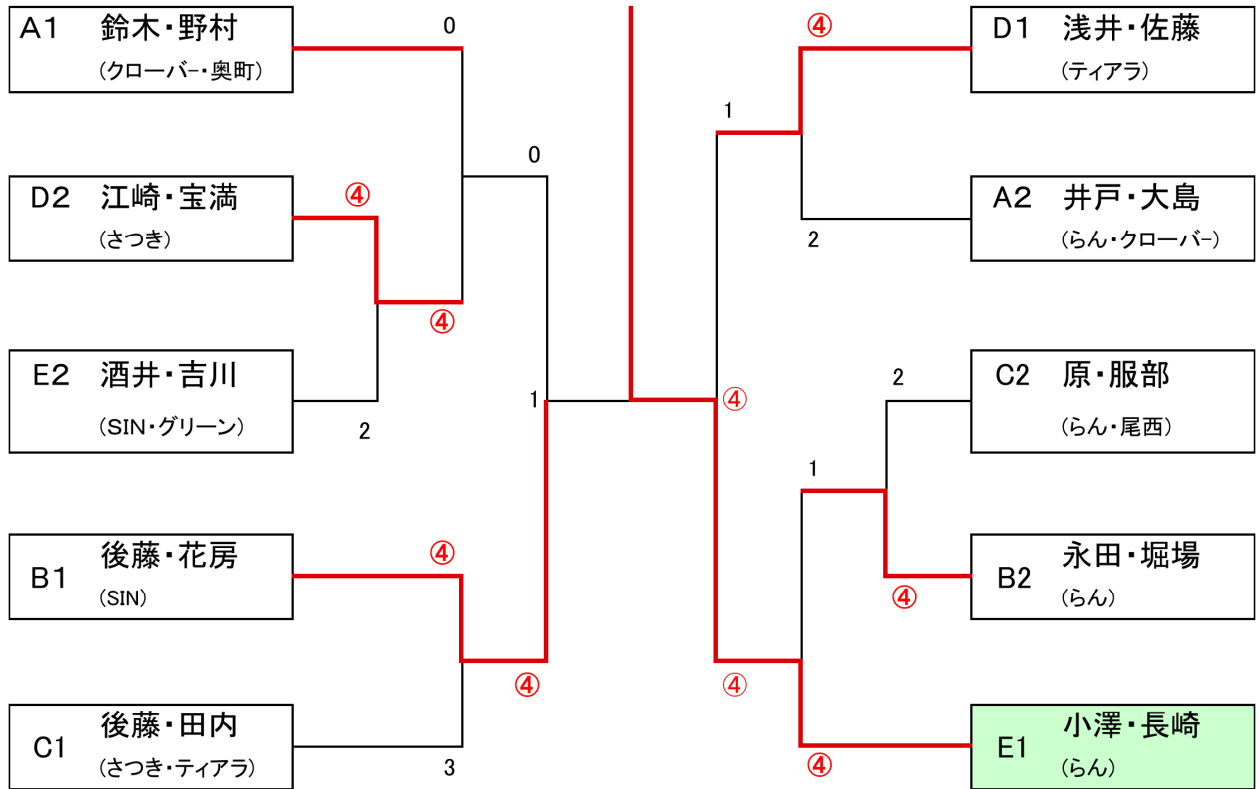 A1 鈴木・野村
(クローバー・奥町)
0
D2 江崎・宝満
(さつき)
④
0
④
E2 酒井・吉川
(SIN・グリーン)
2
1
B1 後藤・花房
(SIN)
④
④
C1 後藤・田内
(さつき・ティアラ)
3
④
D1 浅井・佐藤
(ティアラ)
1
A2 井戸・大島
(らん・クローバー)
2
④
C2 原・服部
(らん・尾西)
2
1
B2 永田・堀場
(らん)
④
④
E1 小澤・長崎
(らん)
④